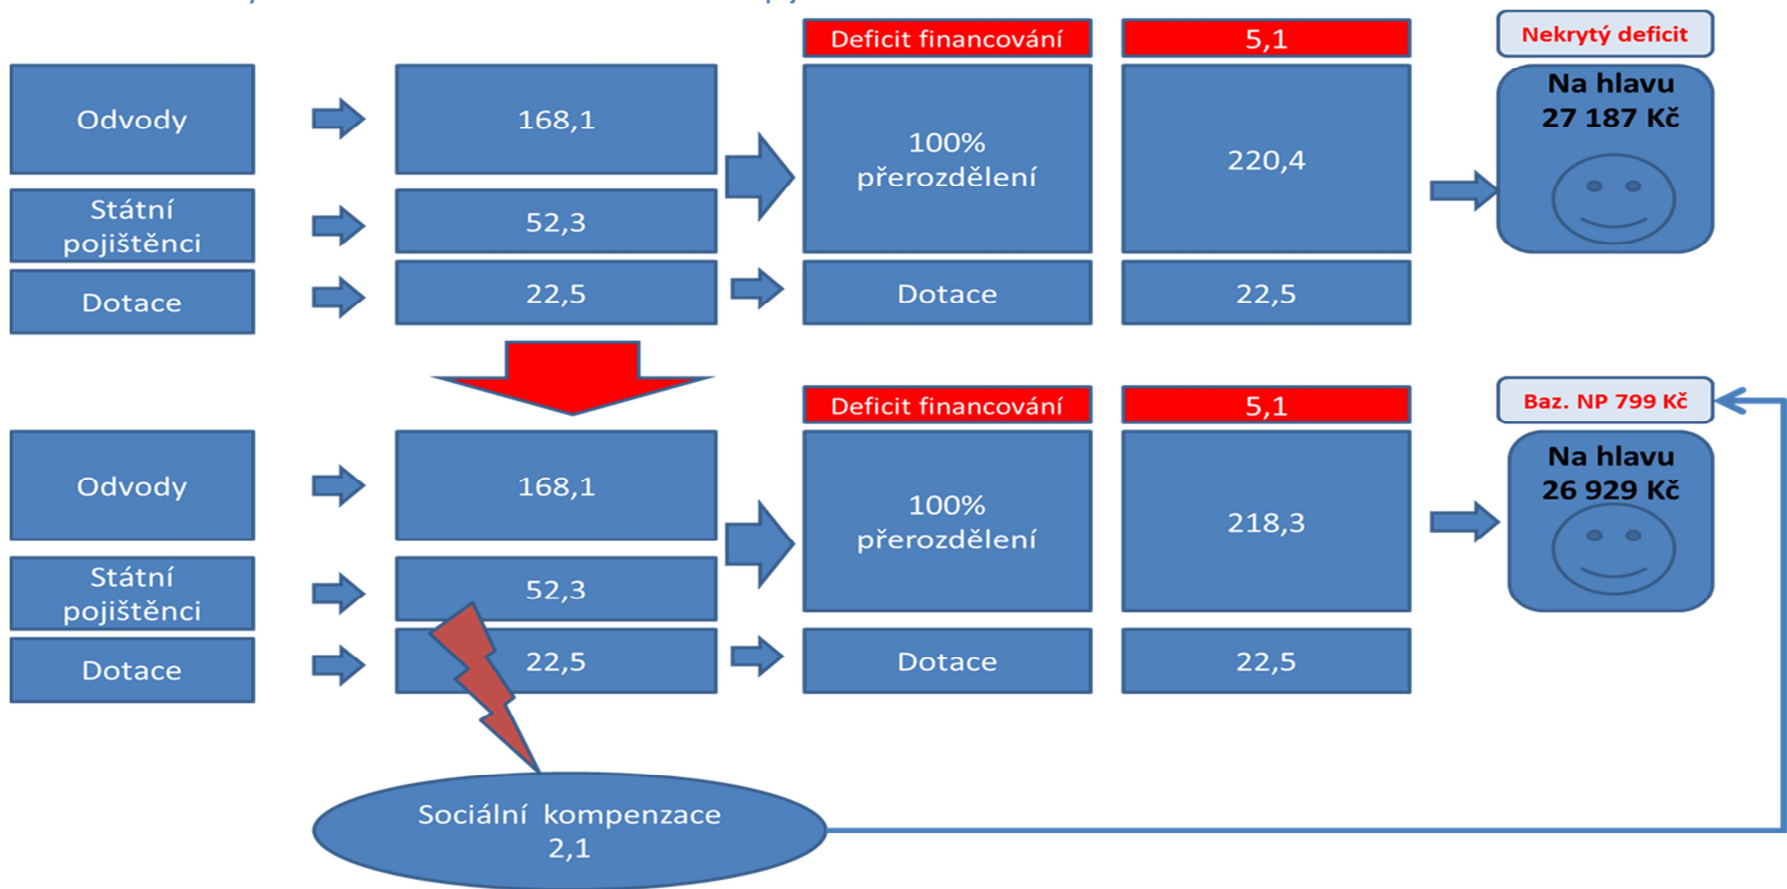 Deficit financování
5,1
Nekrytý deficit
Odvody
168,1
100%
přerozdělení
220,4
Na hlavu
27 187 Kč
Státní
pojištěnci
52,3
Dotace
22,5
Dotace
22,5
Deficit financování
5,1
Baz. NP 799 Kč
Odvody
168,1
100%
přerozdělení
218,3
Na hlavu
26 929 Kč
Státní
pojištěnci
52,3
Dotace
22,5
Dotace
22,5
Sociální kompenzace
2,1